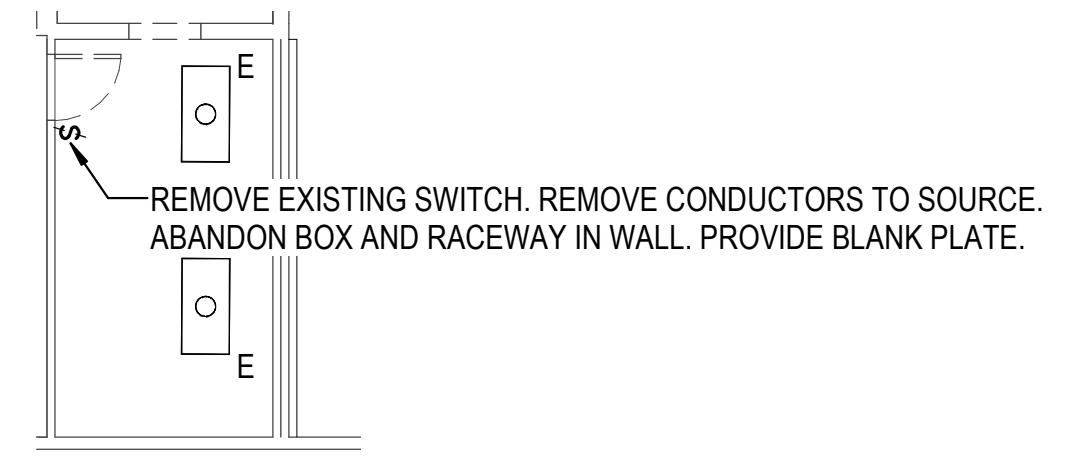 E
S
REMOVE EXISTING SWITCH. REMOVE CONDUCTORS TO SOURCE.
ABANDON BOX AND RACEWAY IN WALL. PROVIDE BLANK PLATE.
E